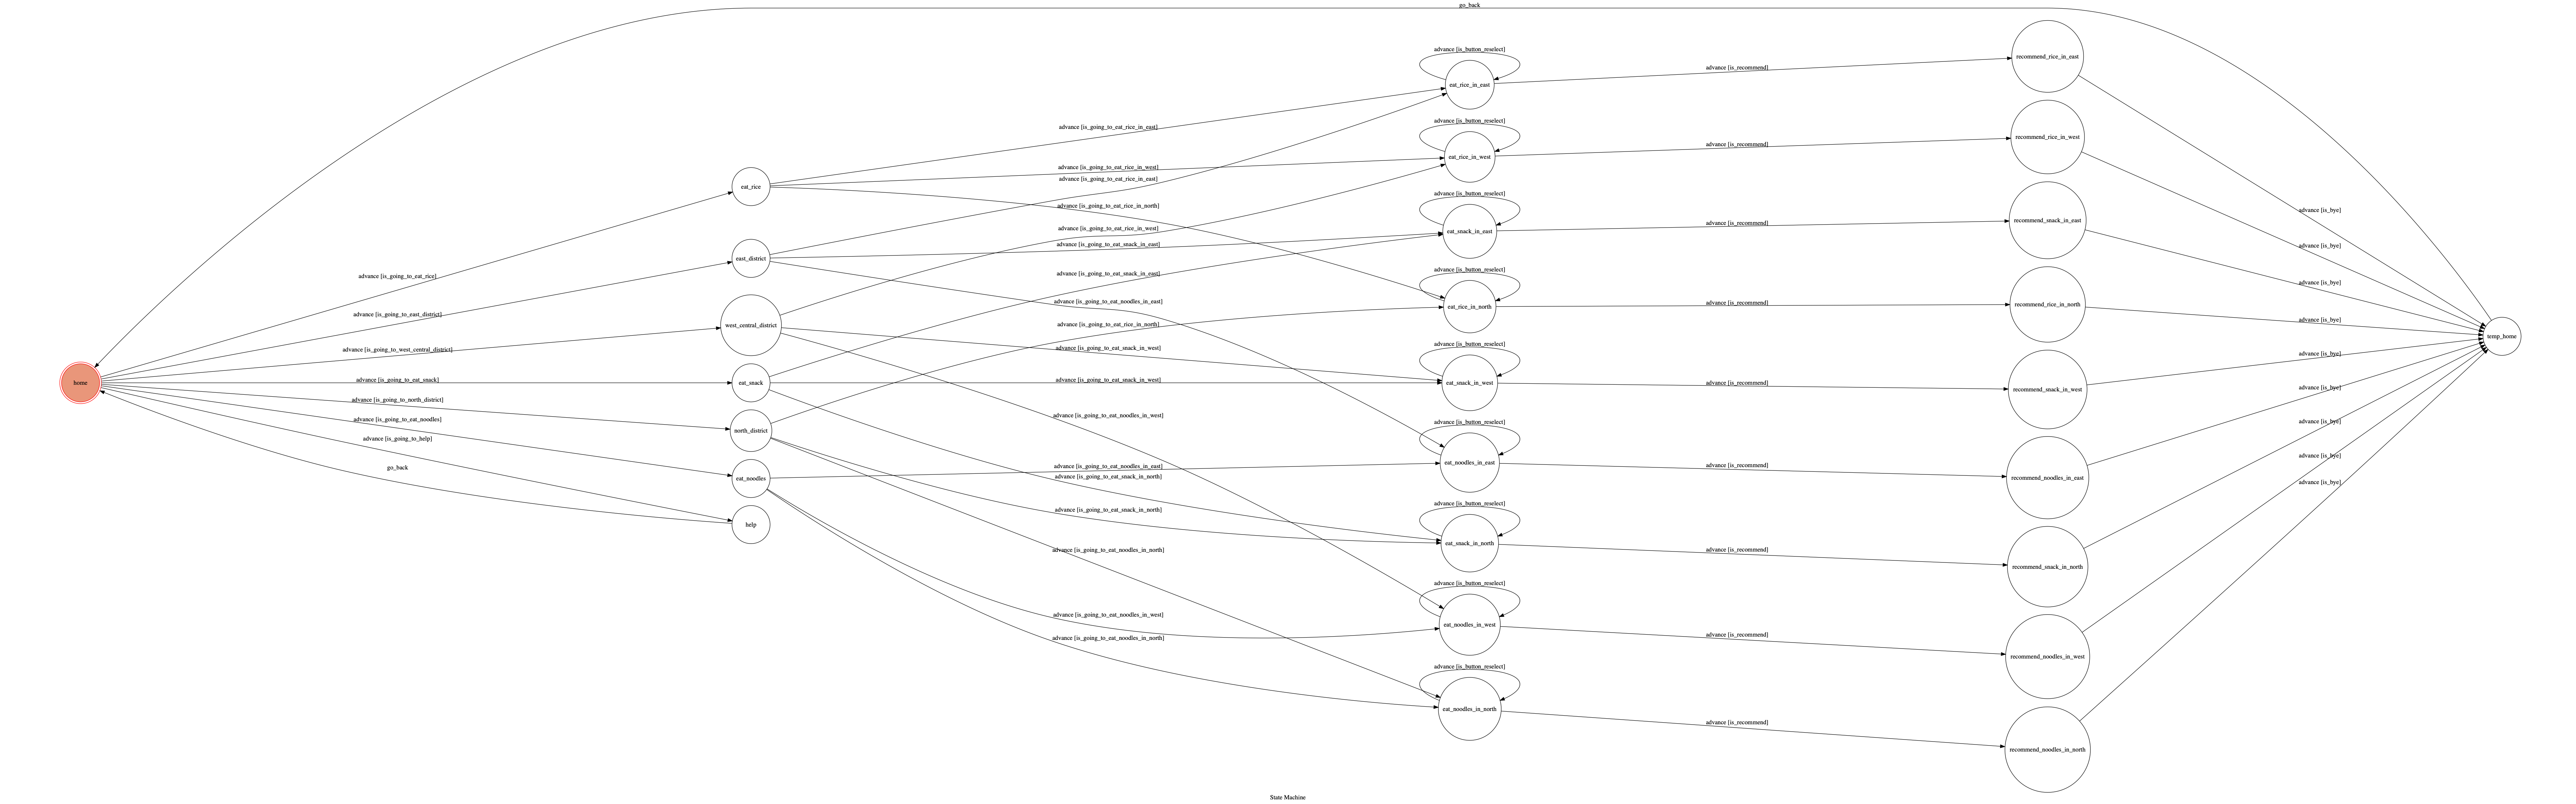 go_back
advance [is_button_reselect]
recommend_rice_in_east
advance [is_recommend]
eat_rice_in_east
advance [is_button_reselect]
advance [is_going_to_eat_rice_in_east]
recommend_rice_in_west
advance [is_recommend]
eat_rice_in_west
advance [is_going_to_eat_rice_in_west]
advance [is_going_to_eat_rice_in_east]
eat_rice
advance [is_button_reselect]
advance [is_going_to_eat_rice_in_north]
advance [is_bye]
recommend_snack_in_east
advance [is_recommend]
advance [is_going_to_eat_rice_in_west]
eat_snack_in_east
advance [is_going_to_eat_snack_in_east]
advance [is_bye]
east_district
advance [is_button_reselect]
advance [is_going_to_eat_snack_in_east]
advance [is_going_to_eat_rice]
advance [is_bye]
advance [is_going_to_eat_noodles_in_east]
advance [is_recommend]
recommend_rice_in_north
eat_rice_in_north
advance [is_going_to_east_district]
advance [is_bye]
west_central_district
advance [is_going_to_eat_rice_in_north]
temp_home
advance [is_button_reselect]
advance [is_going_to_eat_snack_in_west]
advance [is_going_to_west_central_district]
advance [is_bye]
home
advance [is_going_to_eat_snack]
eat_snack
advance [is_going_to_eat_snack_in_west]
eat_snack_in_west
advance [is_recommend]
recommend_snack_in_west
advance [is_bye]
advance [is_going_to_north_district]
advance [is_going_to_eat_noodles_in_west]
advance [is_going_to_eat_noodles]
advance [is_button_reselect]
advance [is_bye]
north_district
advance [is_going_to_help]
advance [is_bye]
eat_noodles_in_east
advance [is_recommend]
advance [is_going_to_eat_noodles_in_east]
go_back
advance [is_going_to_eat_snack_in_north]
eat_noodles
recommend_noodles_in_east
advance [is_bye]
advance [is_button_reselect]
advance [is_going_to_eat_snack_in_north]
help
eat_snack_in_north
advance [is_recommend]
advance [is_going_to_eat_noodles_in_north]
recommend_snack_in_north
advance [is_button_reselect]
advance [is_going_to_eat_noodles_in_west]
eat_noodles_in_west
advance [is_recommend]
advance [is_going_to_eat_noodles_in_north]
recommend_noodles_in_west
advance [is_button_reselect]
eat_noodles_in_north
advance [is_recommend]
recommend_noodles_in_north
State Machine